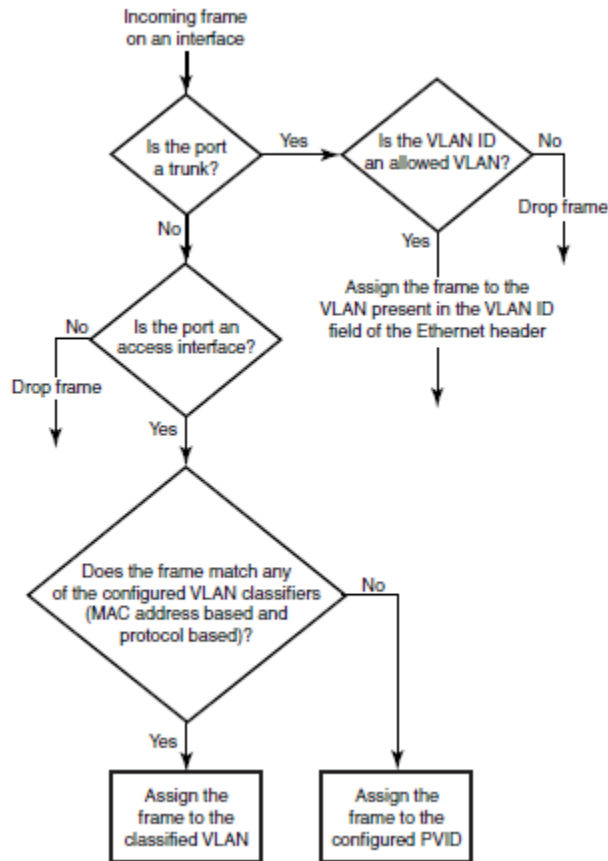 Incoming frame
on an interface
Is the port
a trunk?
Yes
Is the VLAN ID
an allowed VLAN?
No
Drop frame
Yes
Assign the frame to the
VLAN present in the VLAN ID
field of the Ethernet header
No
Is the port an
access interface?
No
Drop frame
Yes
Does the frame match any
of the configured VLAN classifiers
(MAC address based and
protocol based)?
No
Yes
Assign the
frame to the
classified VLAN
Assign the
frame to the
configured PVID